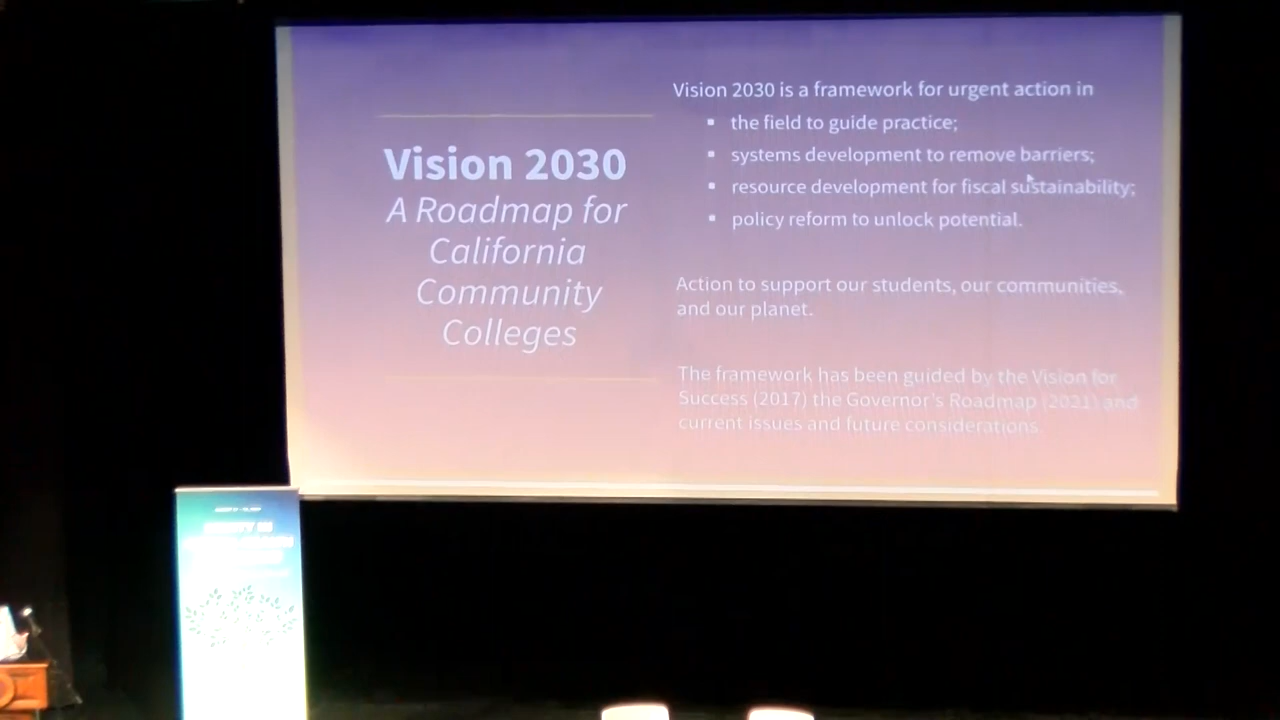 Vision 2030
A Roadmap for
California
Community
Colleges
Vision 2030 is a framework for urgent action in
▪ the field to guide practice;
▪ systems development to remove barriers;
▪ resource development for fiscal sustainability;
▪ policy reform to unlock potential.
Action to support our students, our communities,
and our planet.
The framework has been guided by the Vision for
Success (2017) the Governor's Roadmap (2021) and
current issues and future considerations.